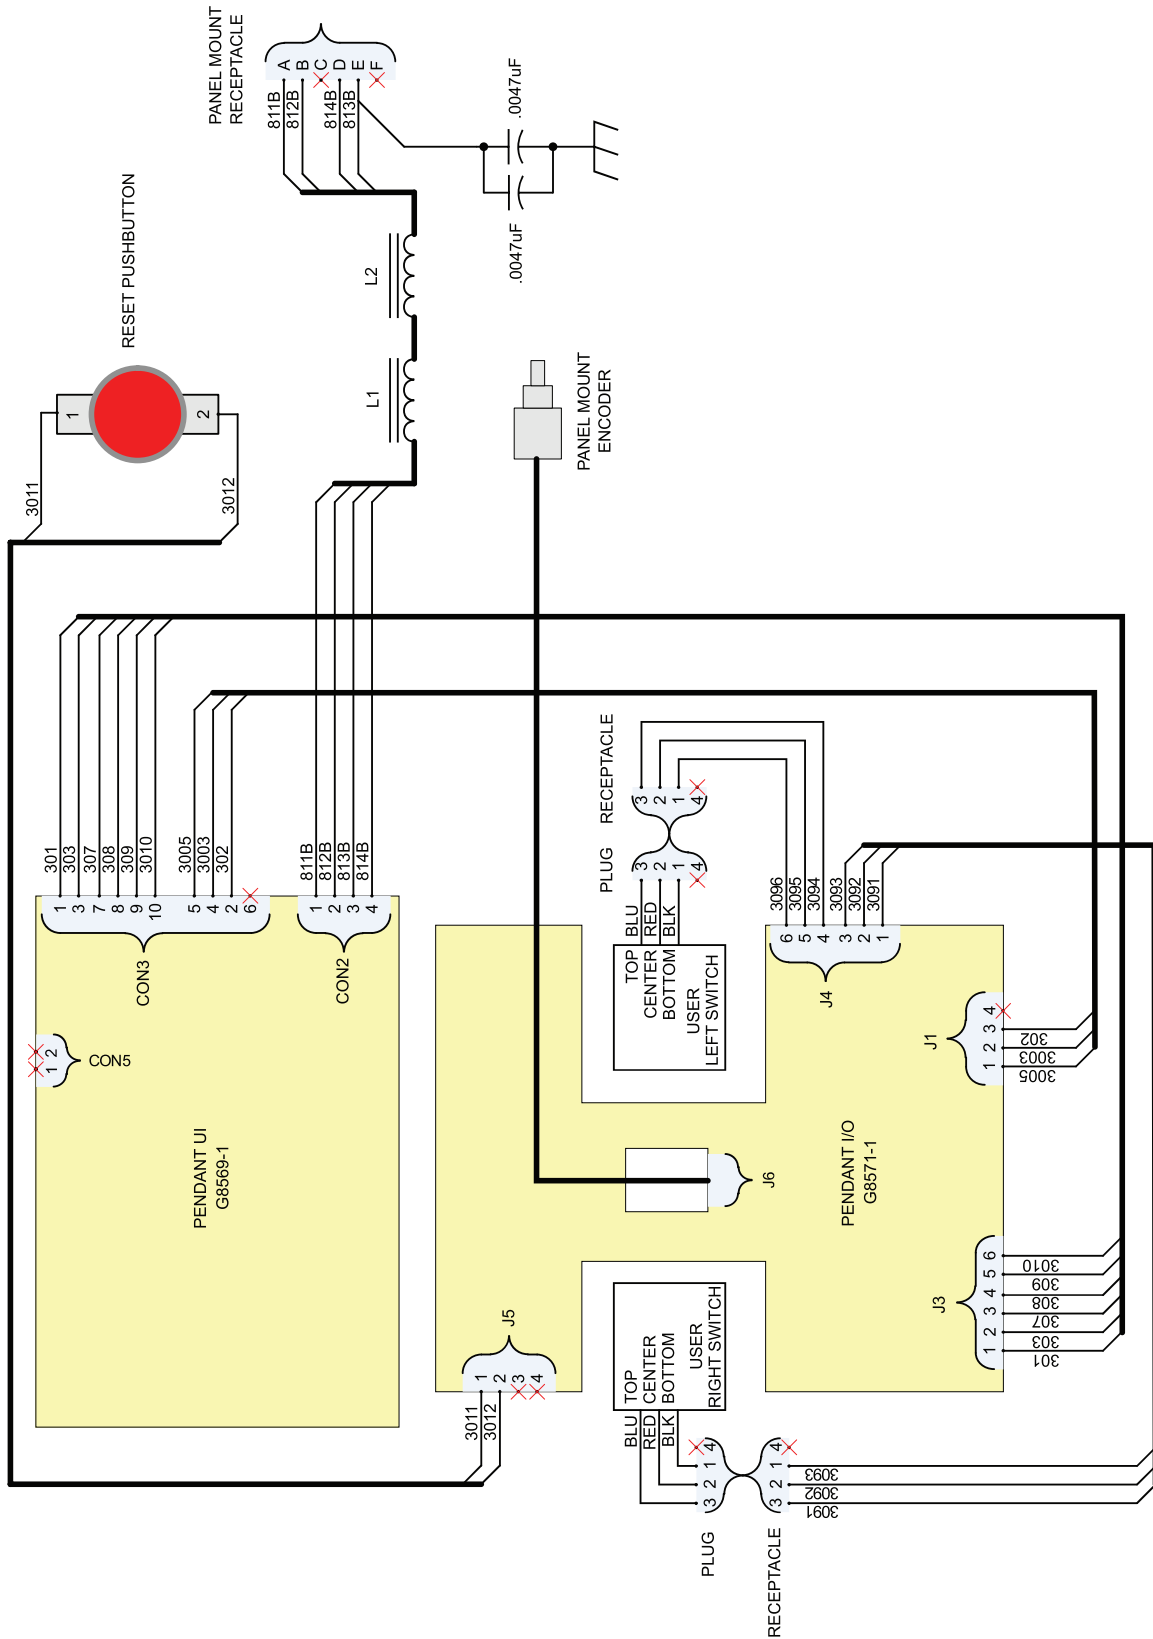 PANEL MOUNT
RECEPTACLE
A
B
C
D
E
F
811B
812B
814B
813B
.0047uF
.0047uF
RESET PUSHBUTTON
1
2
3011
3012
L2
L1
PANEL MOUNT
ENCODER
301
303
307
308
309
3010
3005
3003
302
1
3
7
8
9
10
5
4
2
6
CON3
811B
812B
813B
814B
1
2
3
4
CON2
1 2
CON5
PENDANT UI
G8569-1
RECEPTACLE
3
2
1
4
PLUG
3
2
1
4
BLU
RED
BLK
TOP
CENTER
BOTTOM
USER
LEFT SWITCH
3096
3095
3094
3093
3092
3091
6
5
4
3
2
1
J4
J1
1 2 3 4
3005
3003
302
J6
PENDANT I/O
G8571-1
J3
1 2 3 4 5 6
301
303
307
308
309
3010
J5
1
2
3
4
3011
3012
TOP
CENTER
BOTTOM
USER
RIGHT SWITCH
BLU
RED
BLK
PLUG
3 2 1 4
RECEPTACLE
3 2 1 4
3091
3092
3093